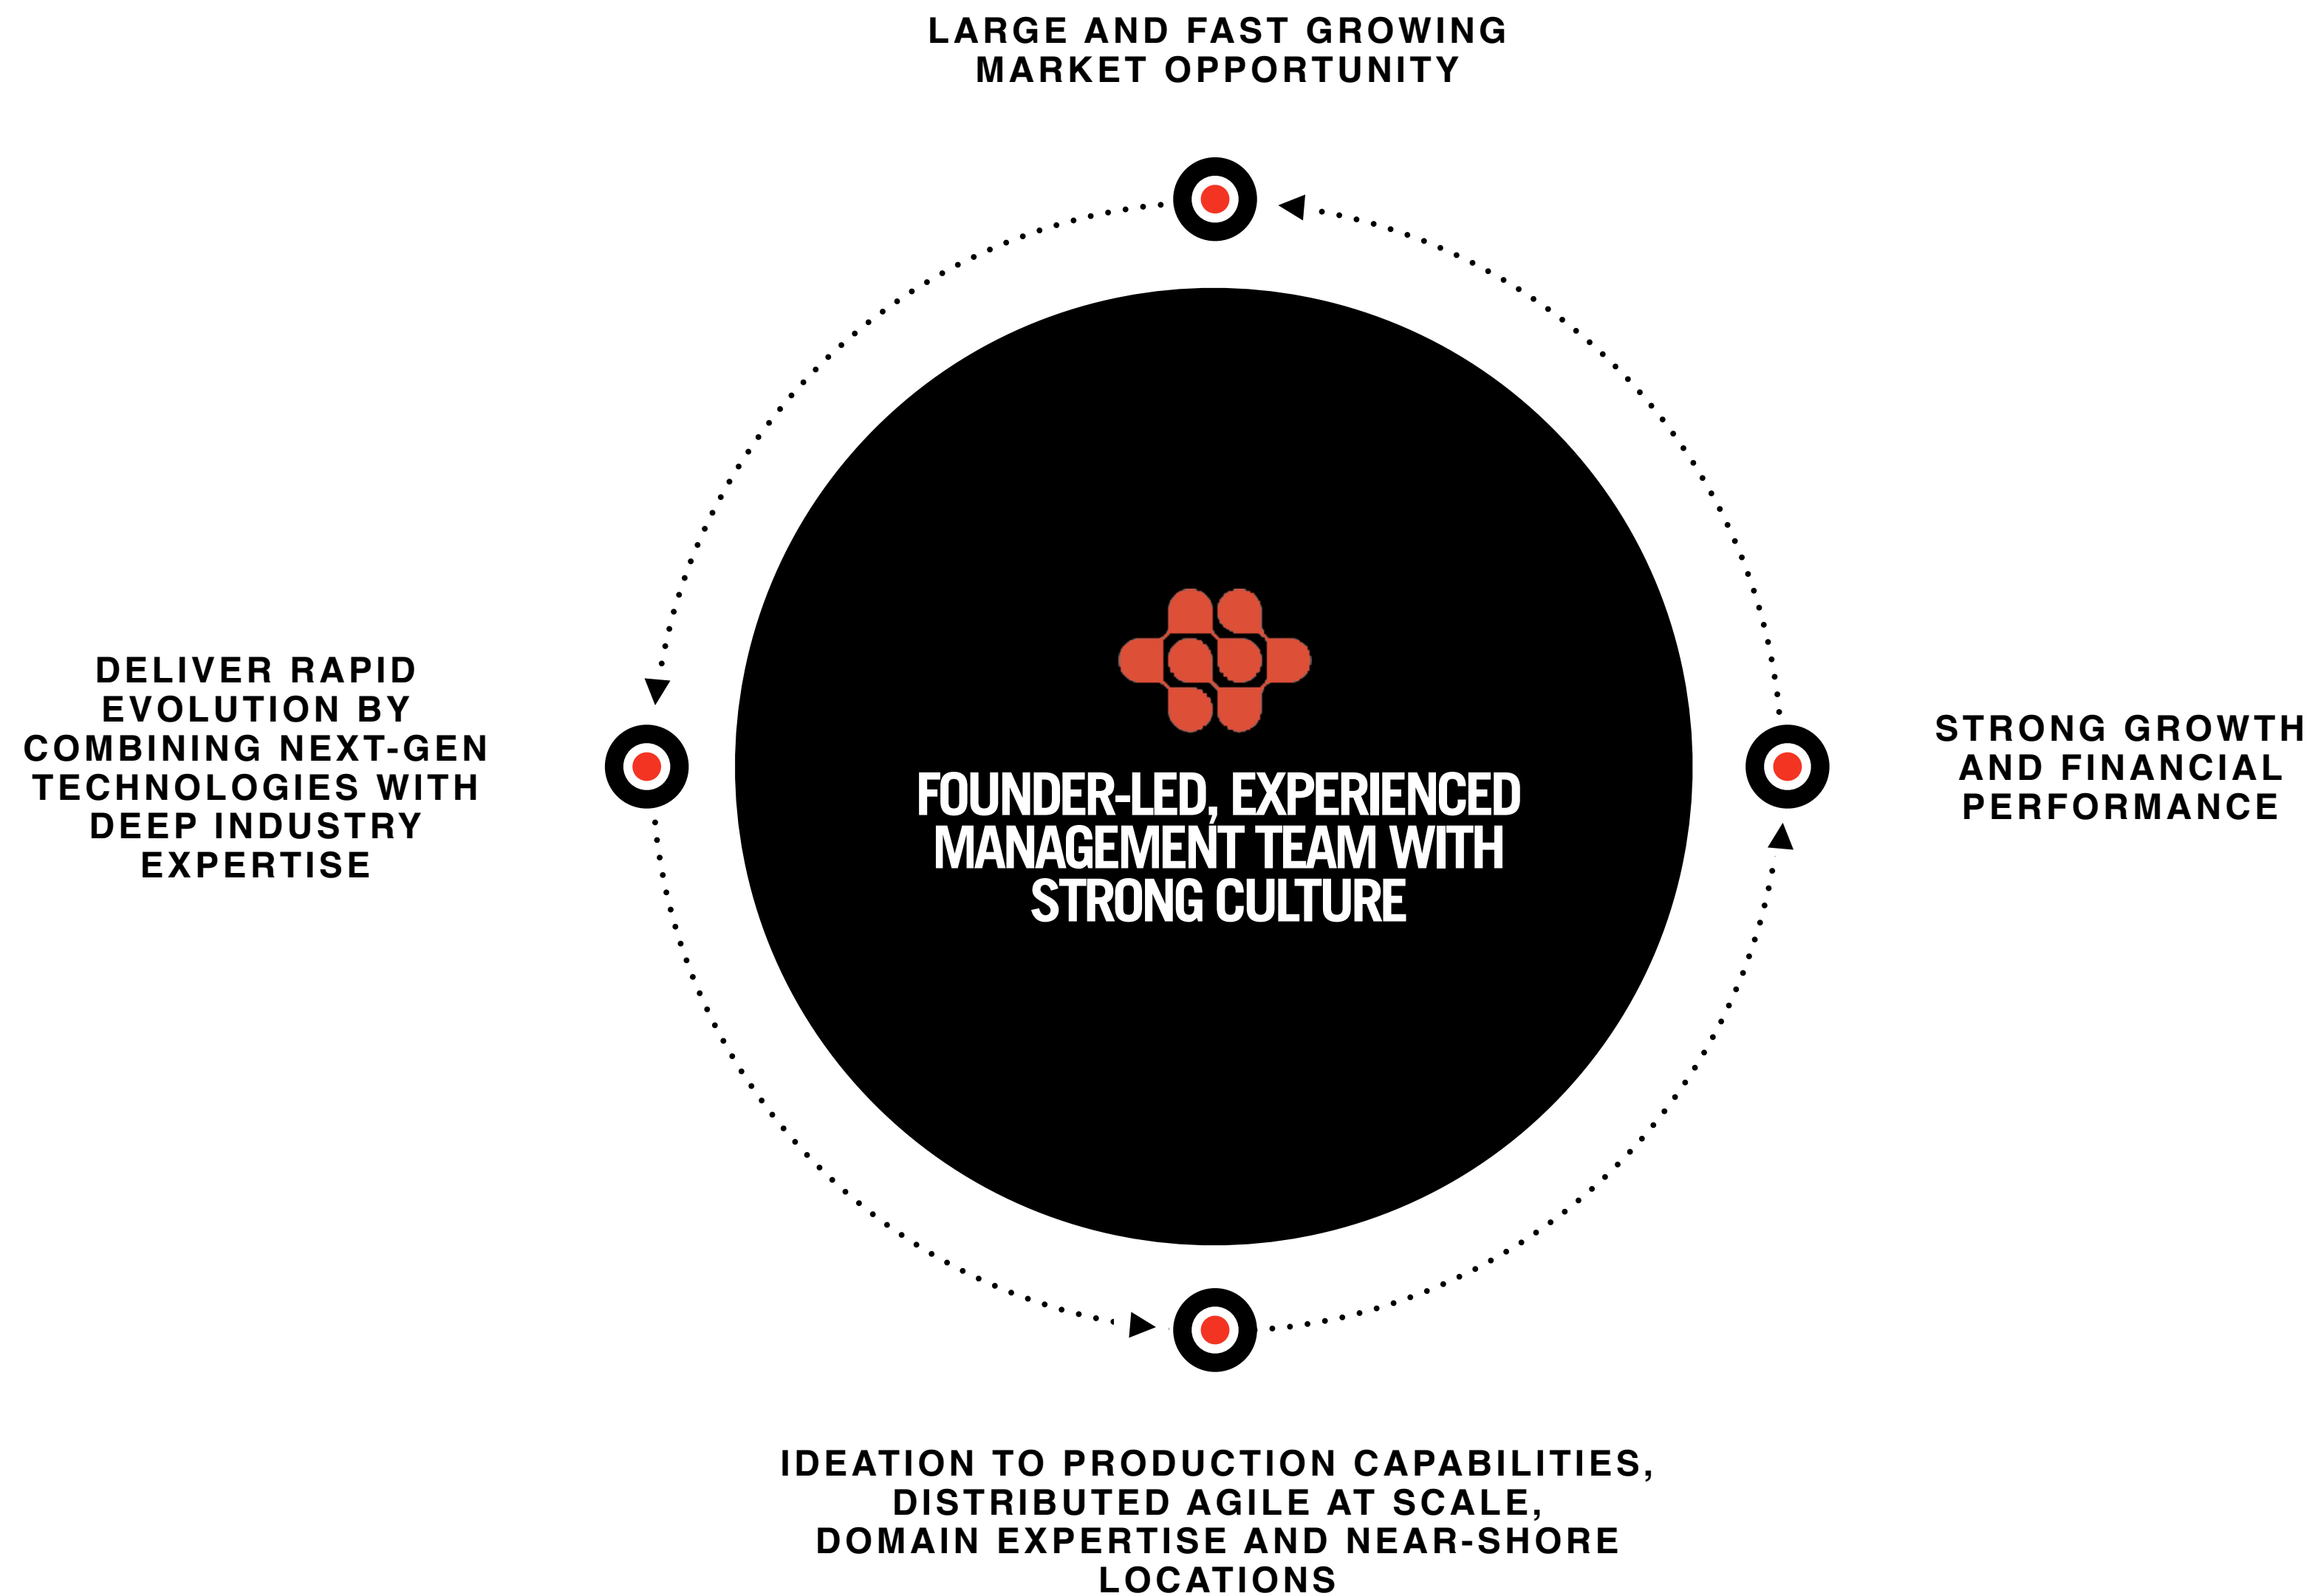 LARGE AND FAST GROWING
MARKET OPPORTUNITY
DELIVER RAPID
EVOLUTION BY
COMBINING NEXT-GEN
TECHNOLOGIES WITH
DEEP INDUSTRY
EXPERTISE
FOUNDER-LED, EXPERIENCED
MANAGEMENT TEAM WITH
STRONG CULTURE
STRONG GROWTH
AND FINANCIAL
PERFORMANCE
IDEATION TO PRODUCTION CAPABILITIES,
DISTRIBUTED AGILE AT SCALE,
DOMAIN EXPERTISE AND NEAR-SHORE
LOCATIONS